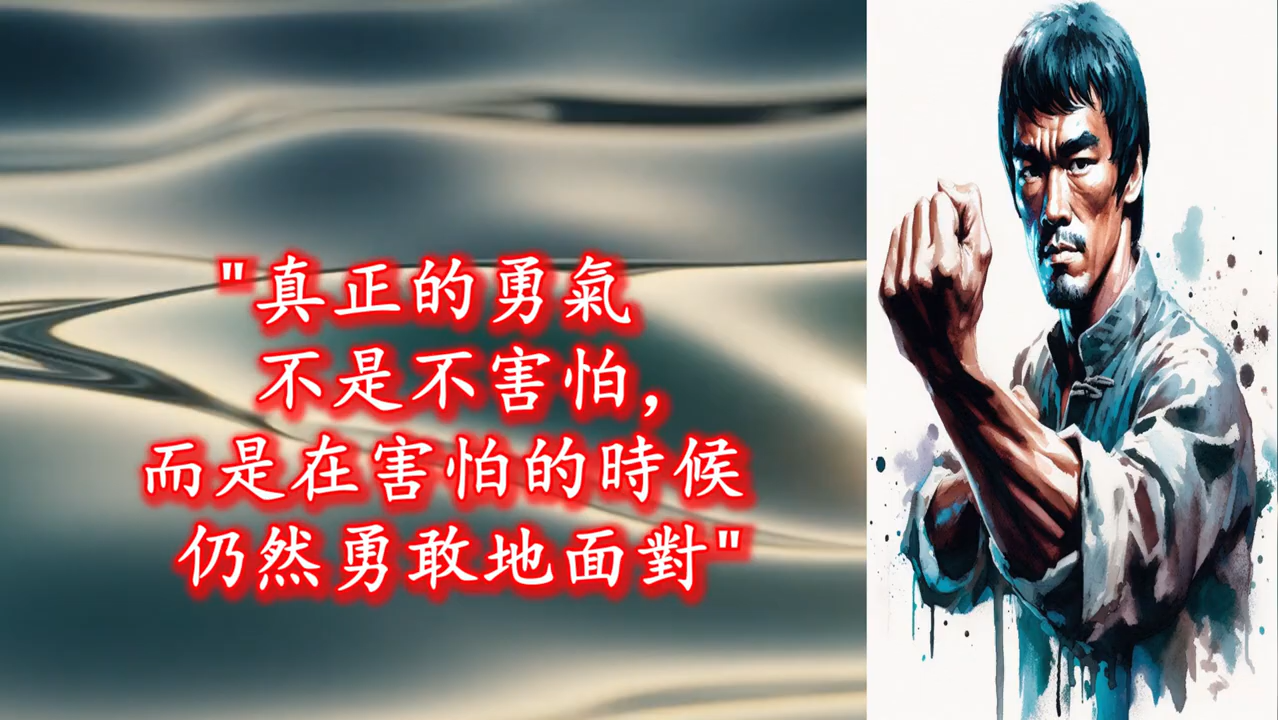 "真正的勇氣
不是不害怕,
而是在害怕的時候
仍然勇敢地面對"